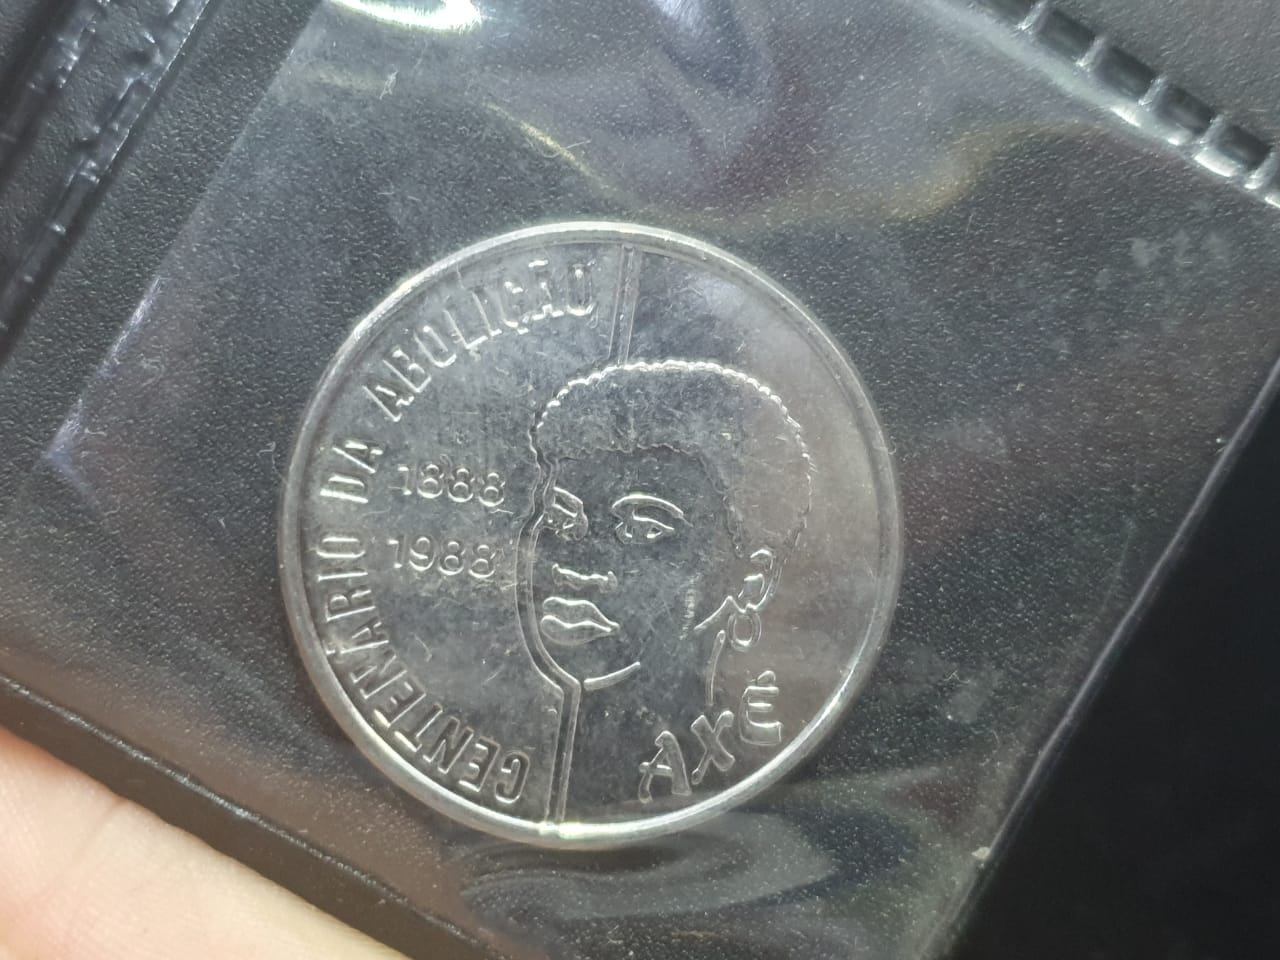 CENTENÁRIO DA ABOLIÇÃO
1888
1988
AXÉ